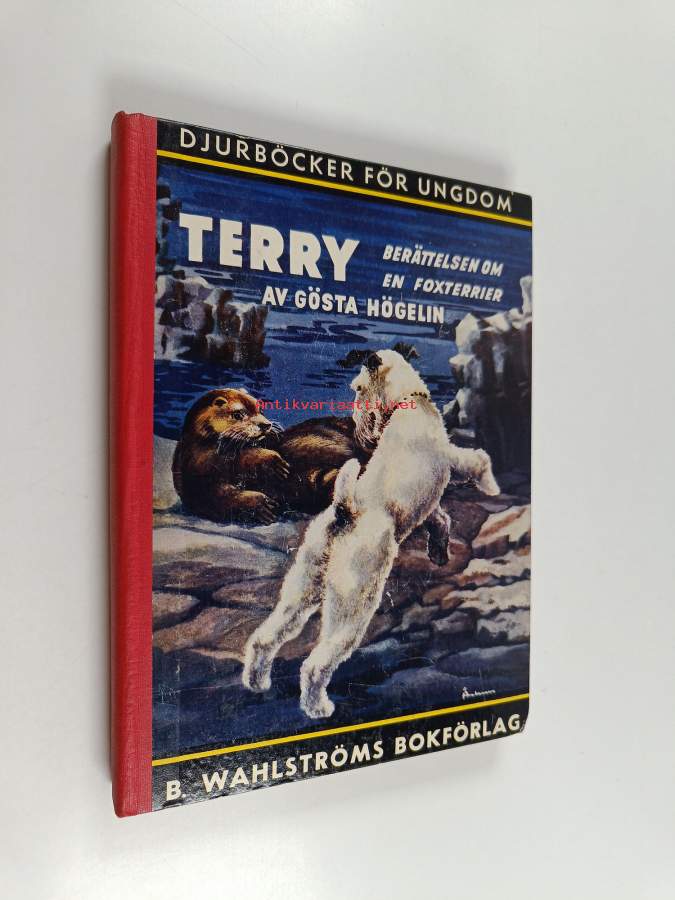 DJURBÖCKER FÖR UNGDOM
TERRY
BERÄTTELSEN OM
EN FOXTERRIER
AV GÖSTA HÖGELIN
Antikvariaatti.net
B. WAHLSTRÖMS BOKFÖRLAG